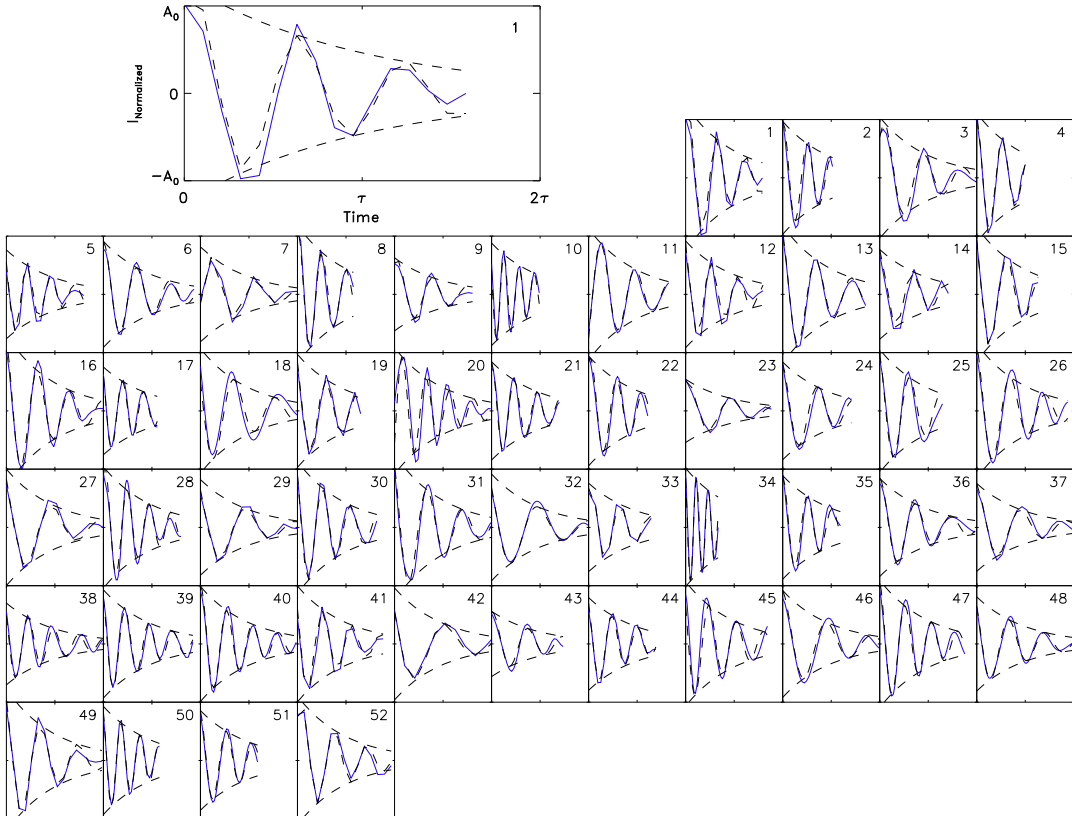 A₀
1
I_Normalized
0
−A₀
0 τ 2τ
Time
1 2 3 4
5 6 7 8 9 10 11 12 13 14 15
16 17 18 19 20 21 22 23 24 25 26
27 28 29 30 31 32 33 34 35 36 37
38 39 40 41 42 43 44 45 46 47 48
49 50 51 52